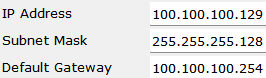 IP Address 100.100.100.129
Subnet Mask 255.255.255.128
Default Gateway 100.100.100.254